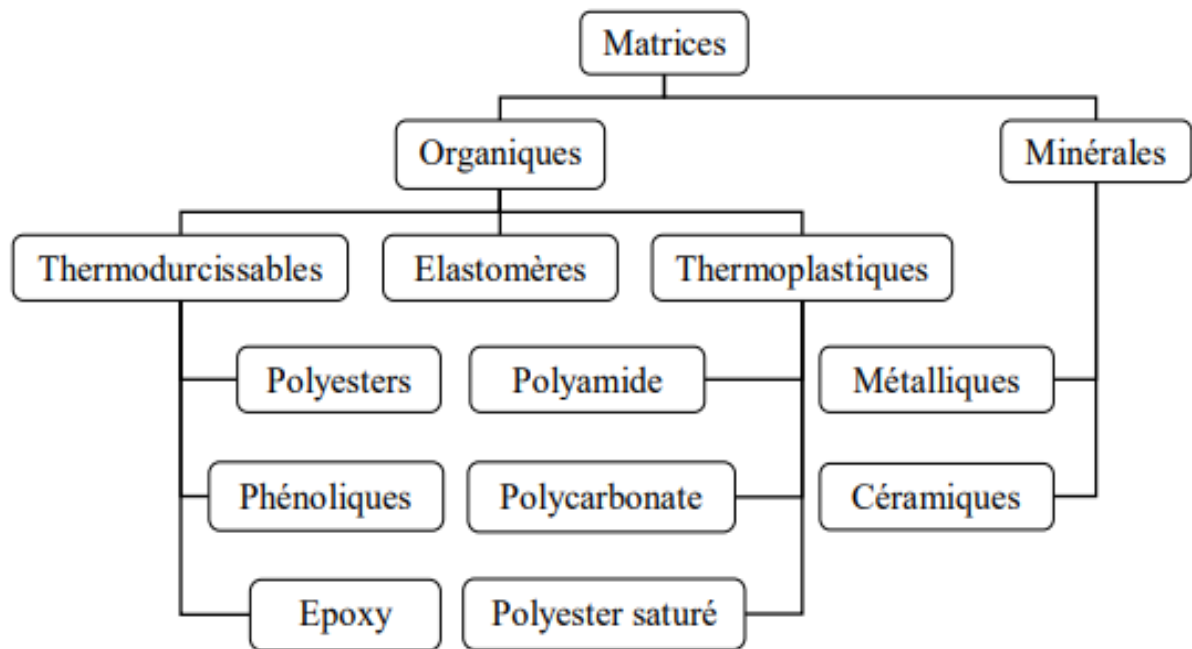 Matrices
Organiques
Minérales
Thermodurcissables
Elastomères
Thermoplastiques
Polyesters
Polyamide
Métalliques
Phénoliques
Polycarbonate
Céramiques
Epoxy
Polyester saturé